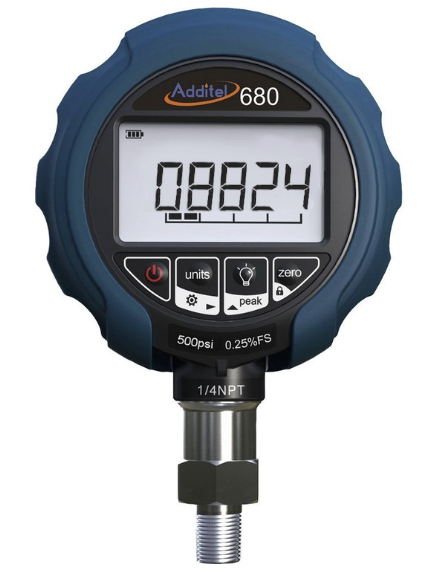 Additel 680
08824
units zero
peak
500psi 0.25%FS
1/4NPT